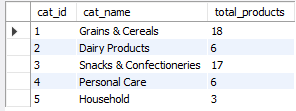 cat_id cat_name total_products
1 Grains & Cereals 18
2 Dairy Products 6
3 Snacks & Confectioneries 17
4 Personal Care 6
5 Household 3